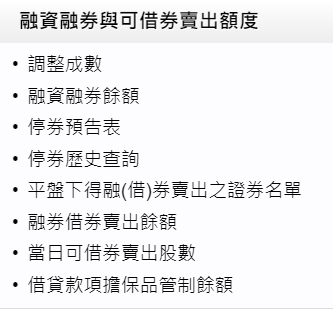 融資融券與可借券賣出額度
• 調整成數
• 融資融券餘額
• 停券預告表
• 停券歷史查詢
• 平盤下得融(借)券賣出之證券名單
• 融券借券賣出餘額
• 當日可借券賣出股數
• 借貸款項擔保品管制餘額